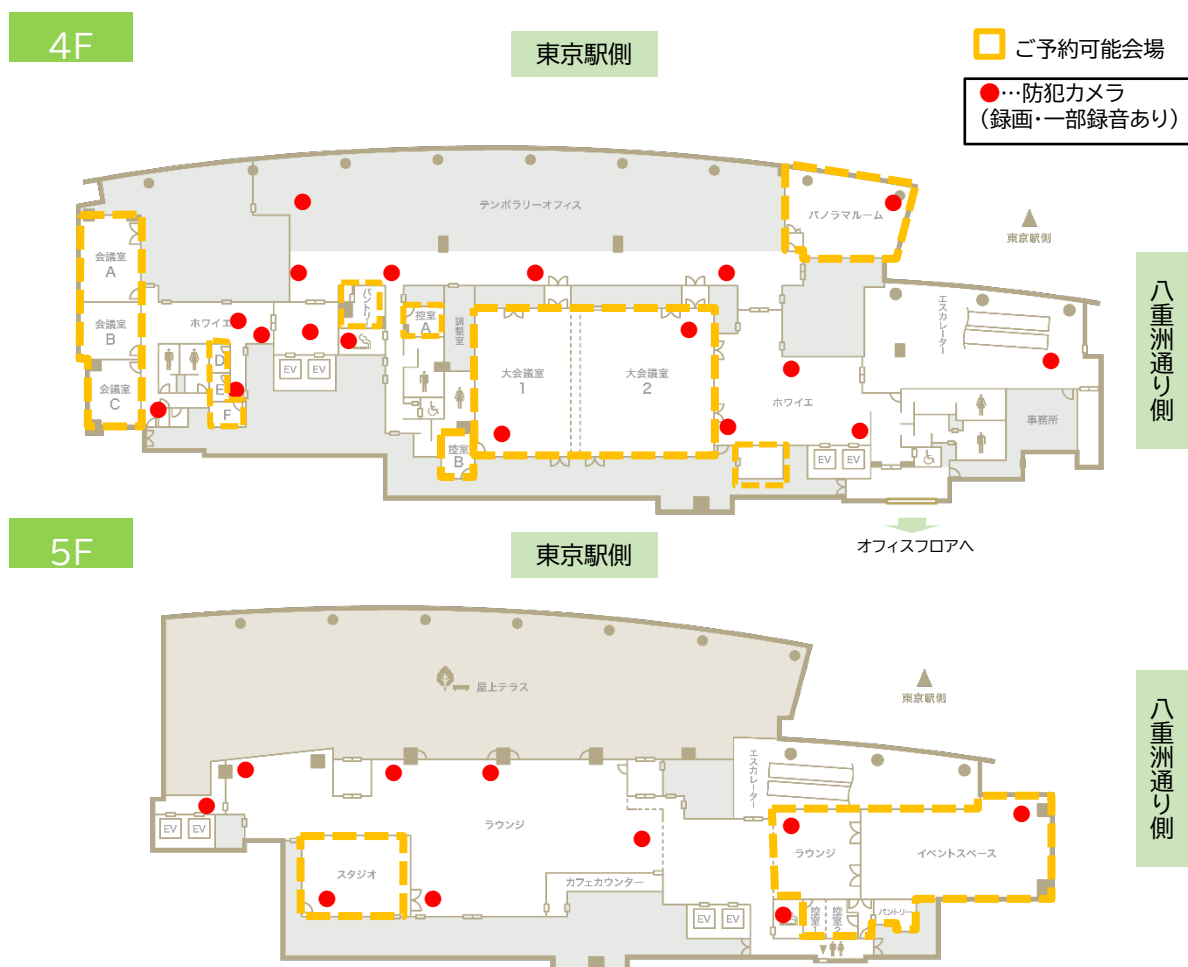 4F
東京駅側
ご予約可能会場
●…防犯カメラ
(録画・一部録音あり)
テンポラリーオフィス
パノラマルーム
東京駅側
会議室
A
パントリー
控室
A
調整室
エスカレーター
八重洲通り側
会議室
B
ホワイエ
D
E
F
EV
EV
大会議室
1
大会議室
2
会議室
C
ホワイエ
事務所
控室
B
EV
EV
オフィスフロアへ
5F
東京駅側
屋上テラス
東京駅側
エスカレーター
八重洲通り側
EV
EV
ラウンジ
ラウンジ
イベントスペース
スタジオ
カフェカウンター
EV
EV
控室1
控室2
パントリー